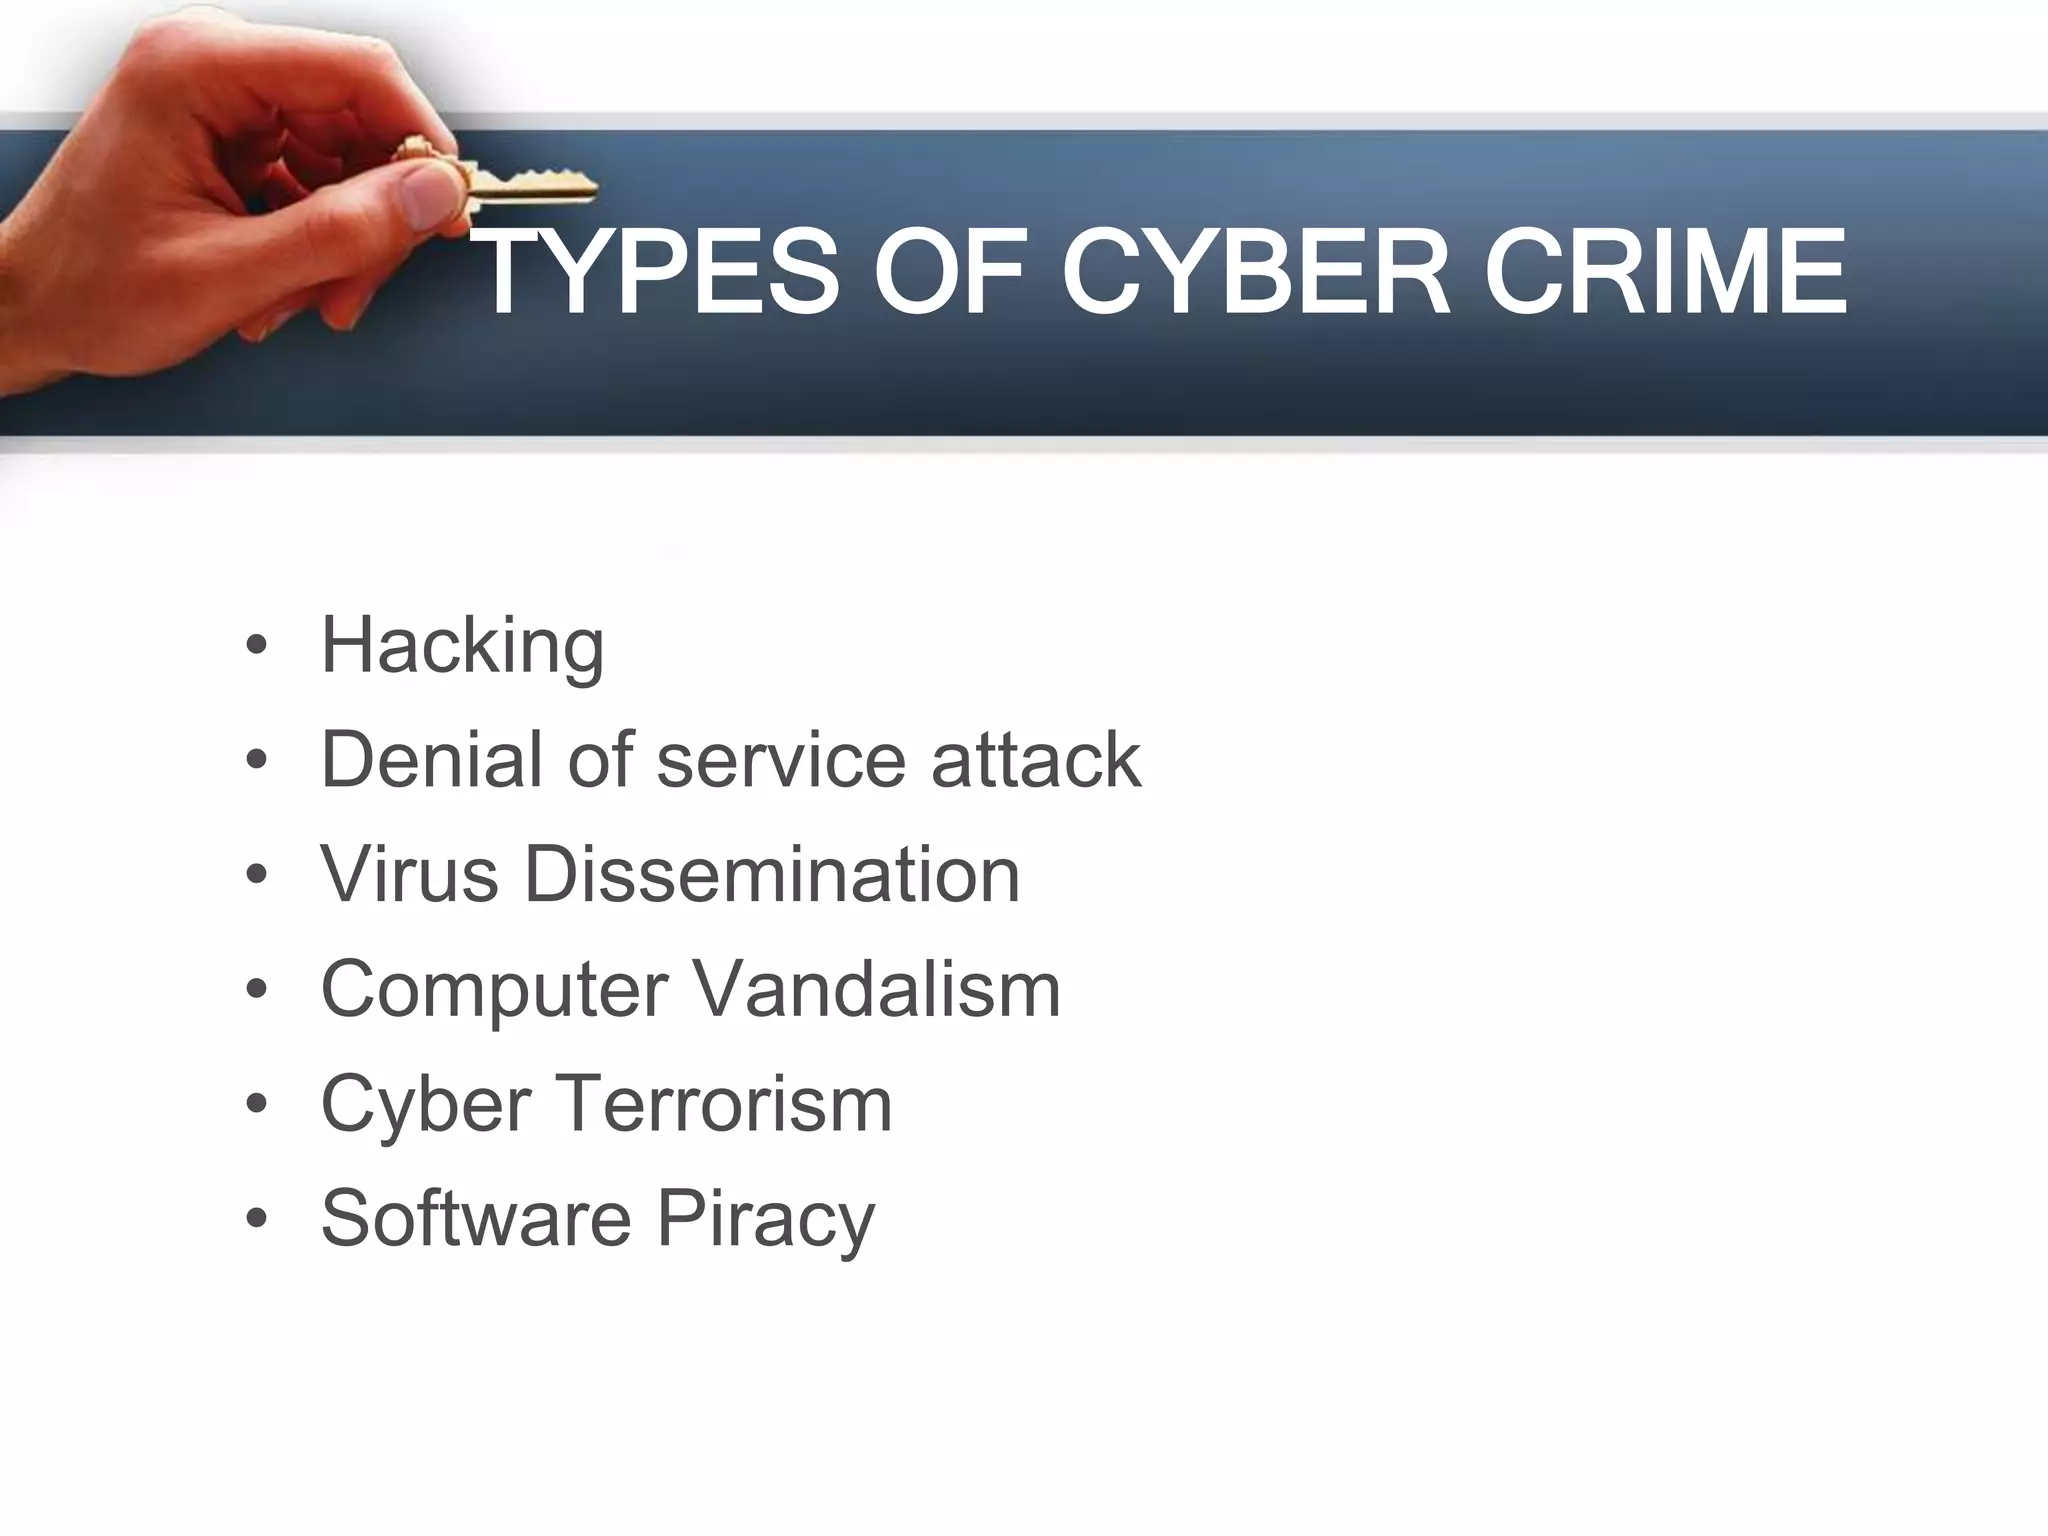 TYPES OF CYBER CRIME
• Hacking
• Denial of service attack
• Virus Dissemination
• Computer Vandalism
• Cyber Terrorism
• Software Piracy